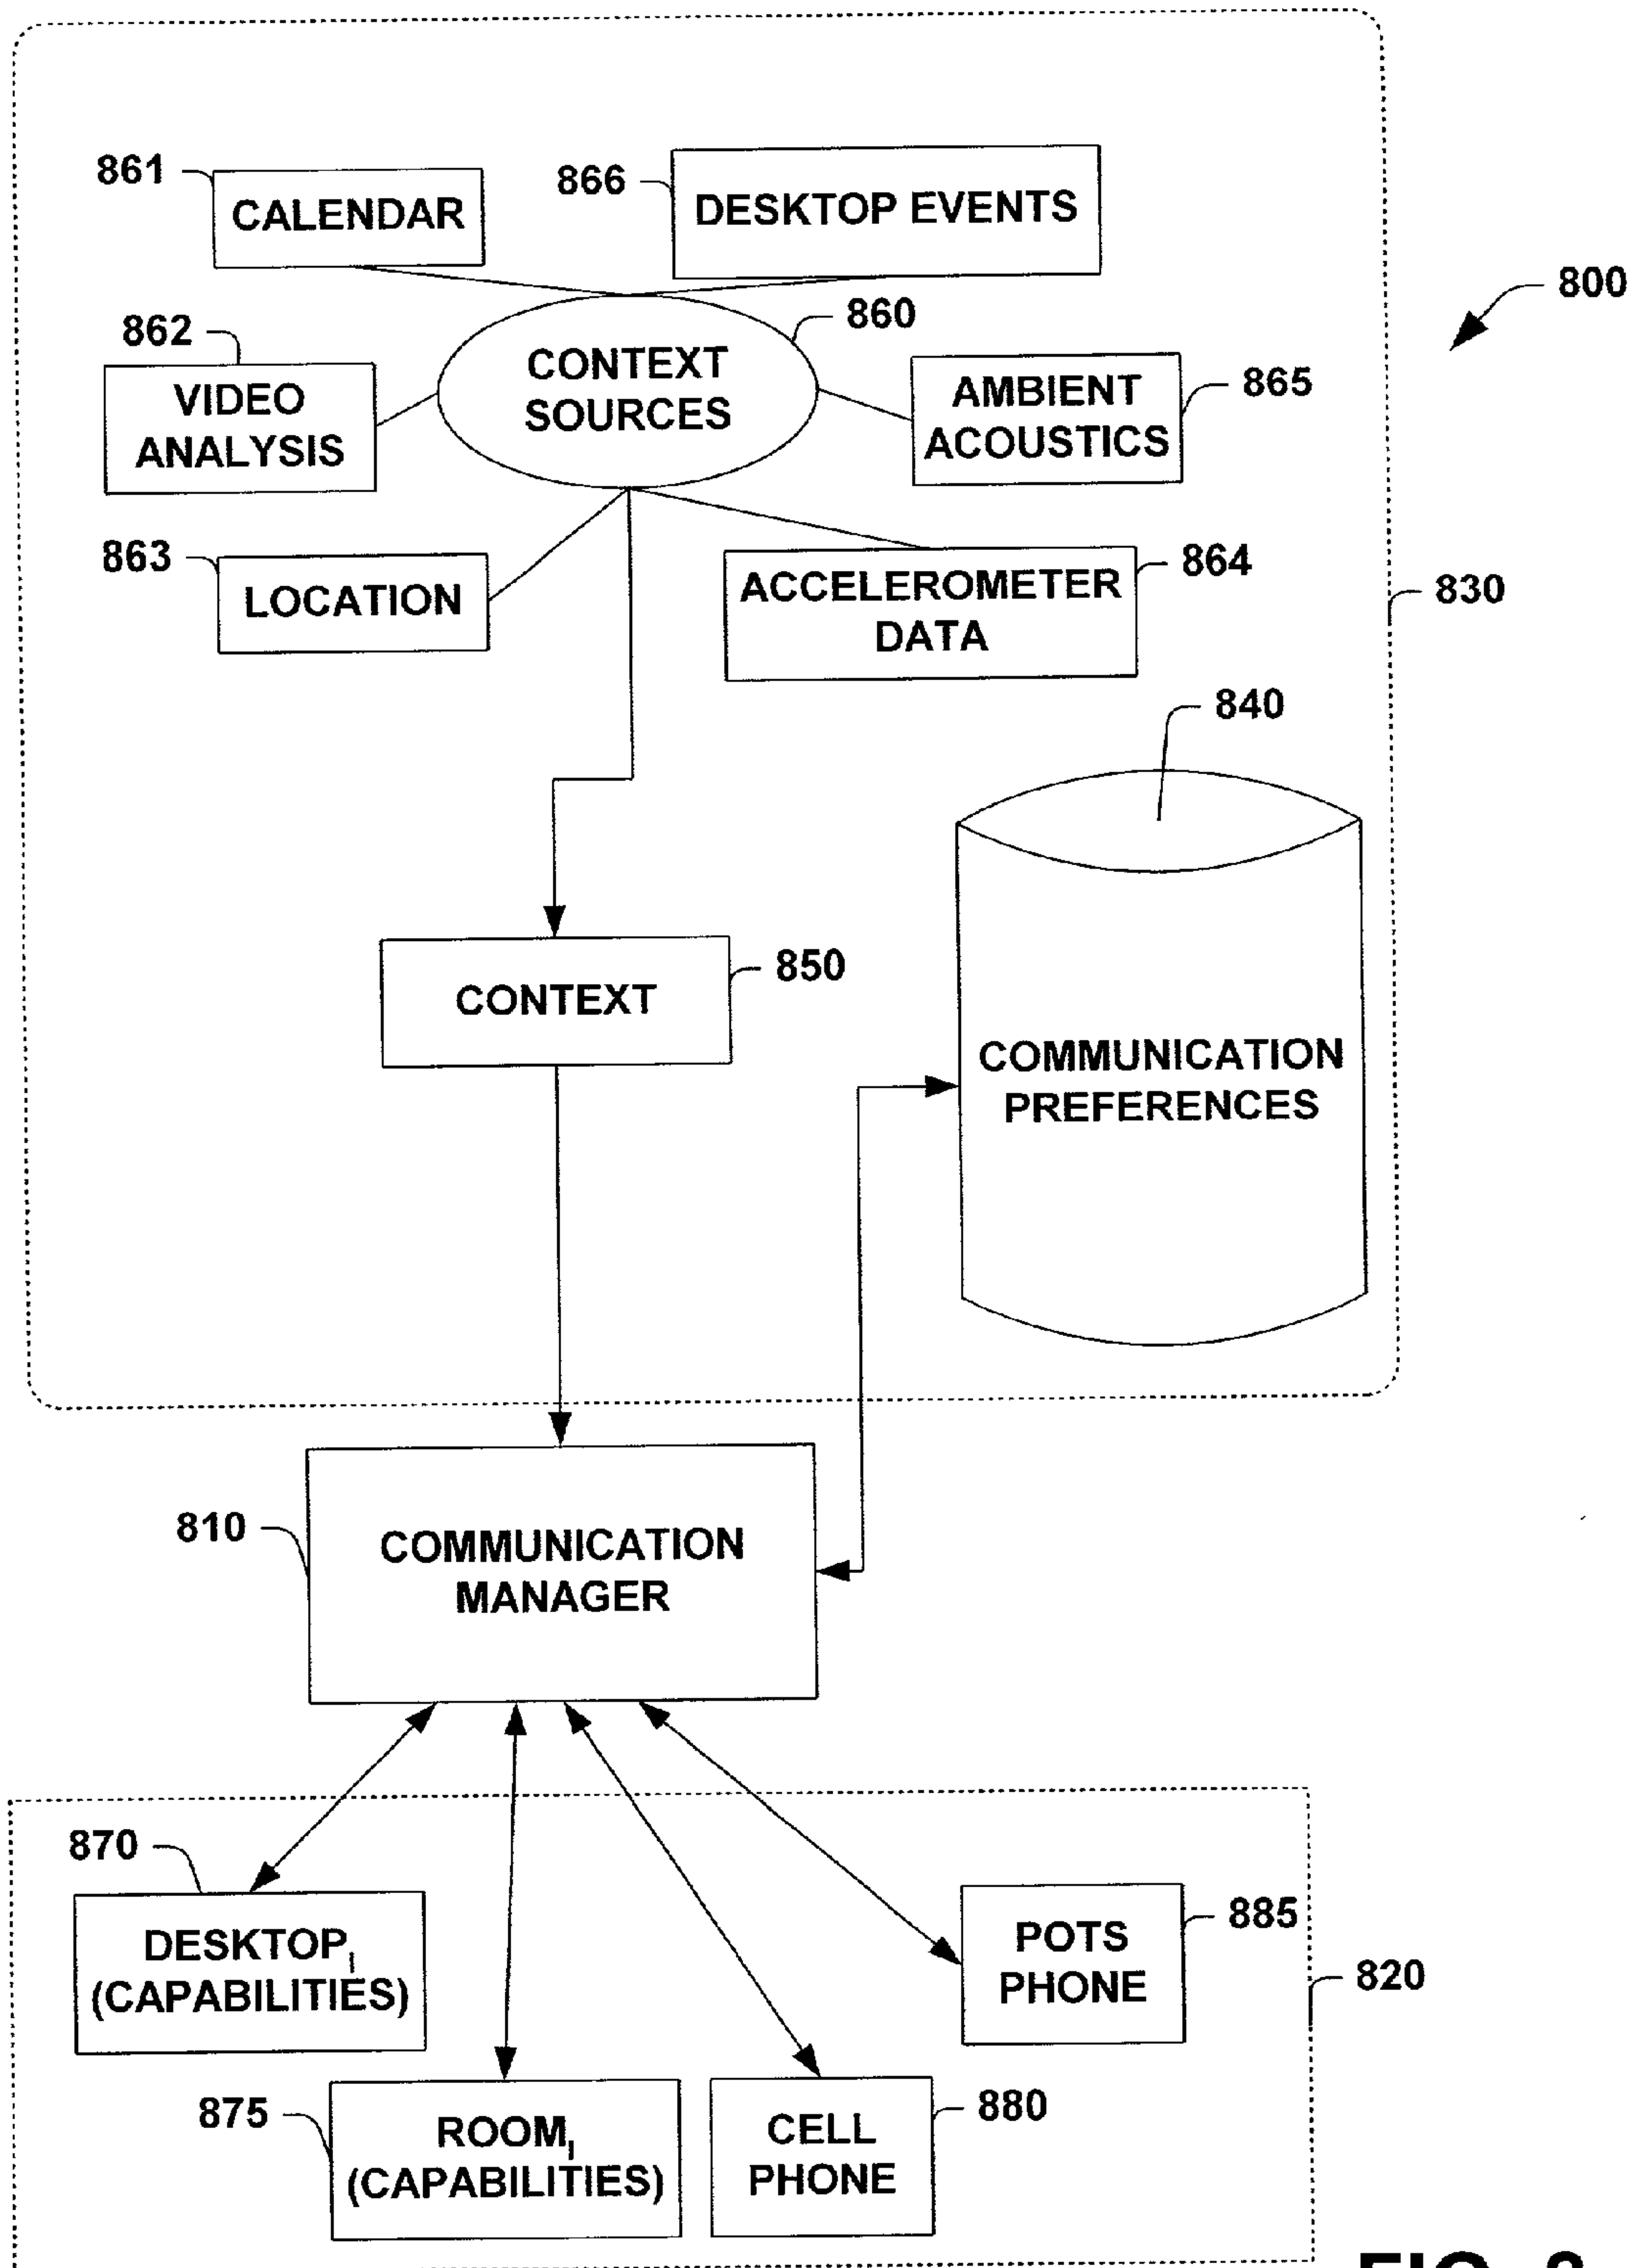 861
CALENDAR
866
DESKTOP EVENTS
800
862
VIDEO
ANALYSIS
CONTEXT
SOURCES
860
AMBIENT
ACOUSTICS
865
863
LOCATION
ACCELEROMETER
DATA
864
830
840
CONTEXT
850
COMMUNICATION
PREFERENCES
810
COMMUNICATION
MANAGER
870
DESKTOPI
(CAPABILITIES)
POTS
PHONE
885
820
875
ROOMI
(CAPABILITIES)
CELL
PHONE
880